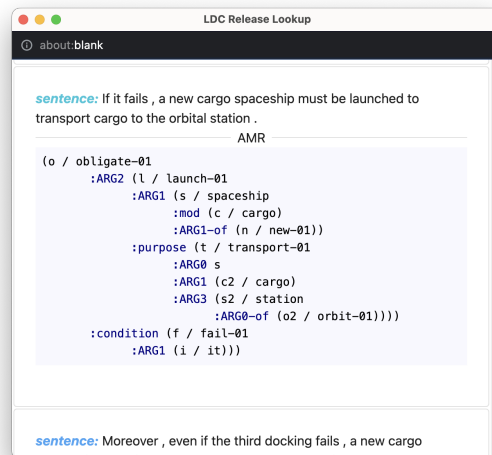 LDC Release Lookup
about:blank
sentence: If it fails , a new cargo spaceship must be launched to
transport cargo to the orbital station .
AMR
(o / obligate-01
:ARG2 (l / launch-01
:ARG1 (s / spaceship
:mod (c / cargo)
:ARG1-of (n / new-01))
:purpose (t / transport-01
:ARG0 s
:ARG1 (c2 / cargo)
:ARG3 (s2 / station
:ARG0-of (o2 / orbit-01))))
:condition (f / fail-01
:ARG1 (i / it)))
sentence: Moreover , even if the third docking fails , a new cargo